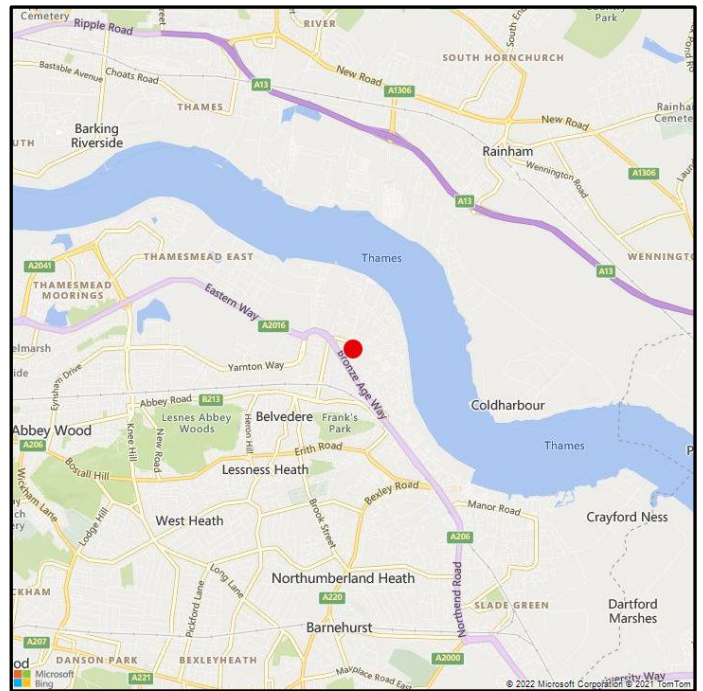 Cemetery
Ripple Road
RIVER
Country
Park
South End
SOUTH HORNCHURCH
Bastable Avenue
Choats Road
A13
New Road
A1306
THAMES
New Road
Rainham
Barking
Riverside
Rainham
Wennington Road
A1306
A13
THAMESMEAD EAST
Thames
A2041
WENNINGTO
A13
THAMESMEAD
MOORINGS
Eastern Way
A2016
Bronze Age Way
Yarnton Way
Eynsham Drive
Abbey Road
B213
Lesnes Abbey
Woods
Belvedere
Frank's
Park
Coldharbour
Abbey Wood
A206
Knee Hill
New Road
Heron Hill
Erith Road
Thames
Bostall Hill
Lessness Heath
Wickham Lane
Lodge Hill
Bexley Road
Brook Street
Manor Road
West Heath
Crayford Ness
A206
Pickford Lane
Long Lane
Northumberland Heath
A220
Northend Road
SLADE GREEN
Dartford
Marshes
Barnehurst
A207
DANSON PARK
BEXLEYHEATH
A221
A2000
Mayplace Road East
Microsoft
Bing
© 2022 Microsoft Corporation © 2021 TomTom